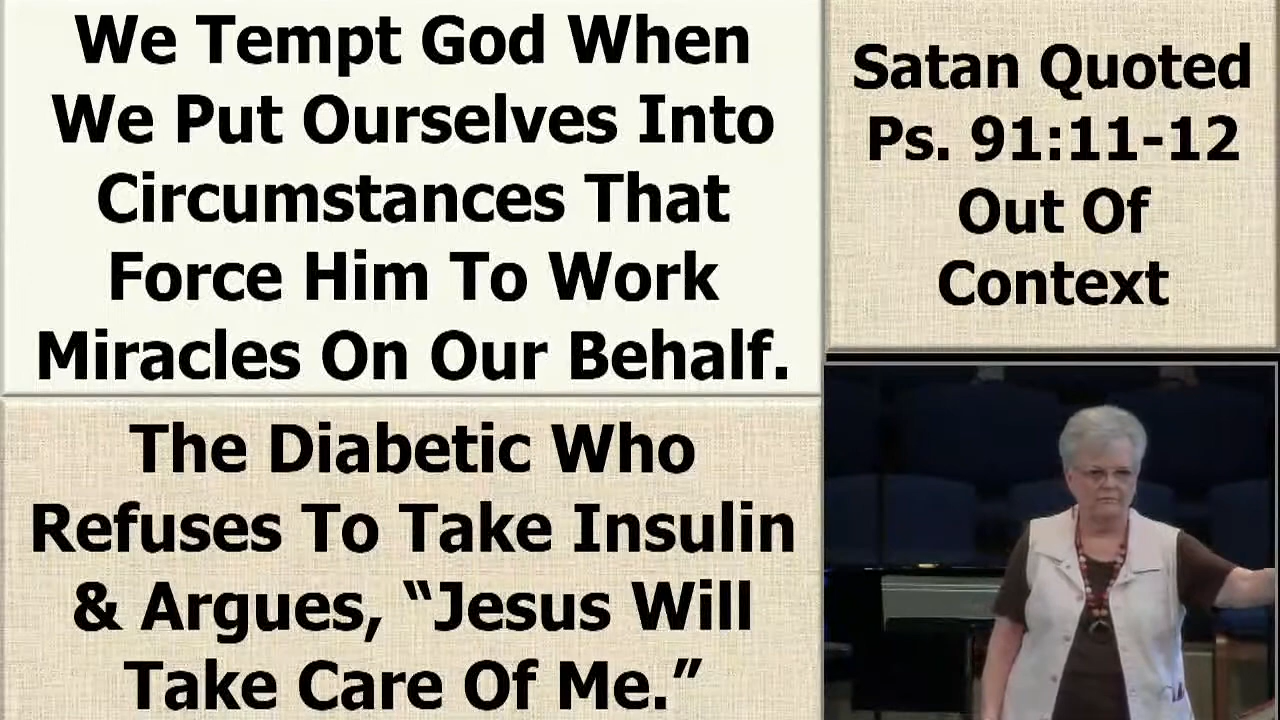 We Tempt God When
We Put Ourselves Into
Circumstances That
Force Him To Work
Miracles On Our Behalf.
The Diabetic Who
Refuses To Take Insulin
& Argues, “Jesus Will
Take Care Of Me.”
Satan Quoted
Ps. 91:11-12
Out Of
Context